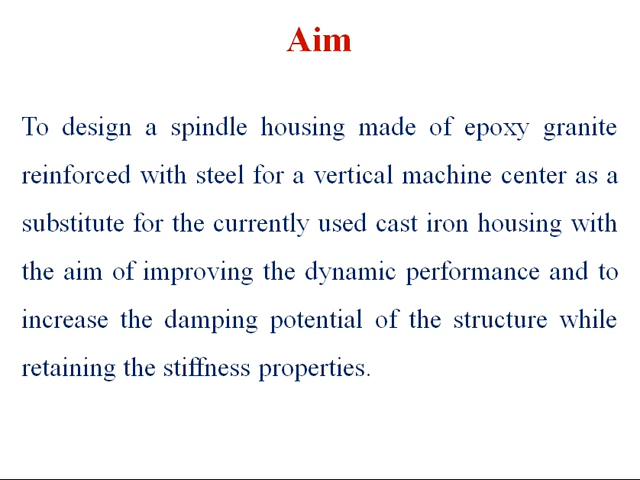 Aim
To design a spindle housing made of epoxy granite
reinforced with steel for a vertical machine center as a
substitute for the currently used cast iron housing with
the aim of improving the dynamic performance and to
increase the damping potential of the structure while
retaining the stiffness properties.